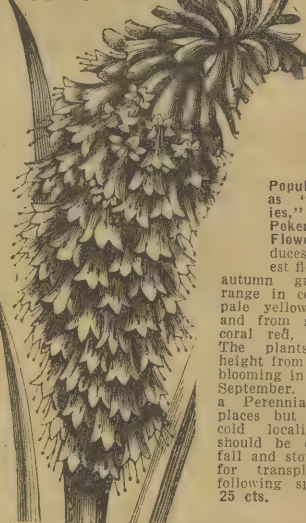 Popul
as "
ies,"
Poker
Flowe
duces
est fl
autumn ga
range in co
pale yellow
and from
coral red,
The plants
height from
blooming in
September.
a Perennia
places but
cold locali
should be
fall and sto
for transpl
following sp
25 cts.